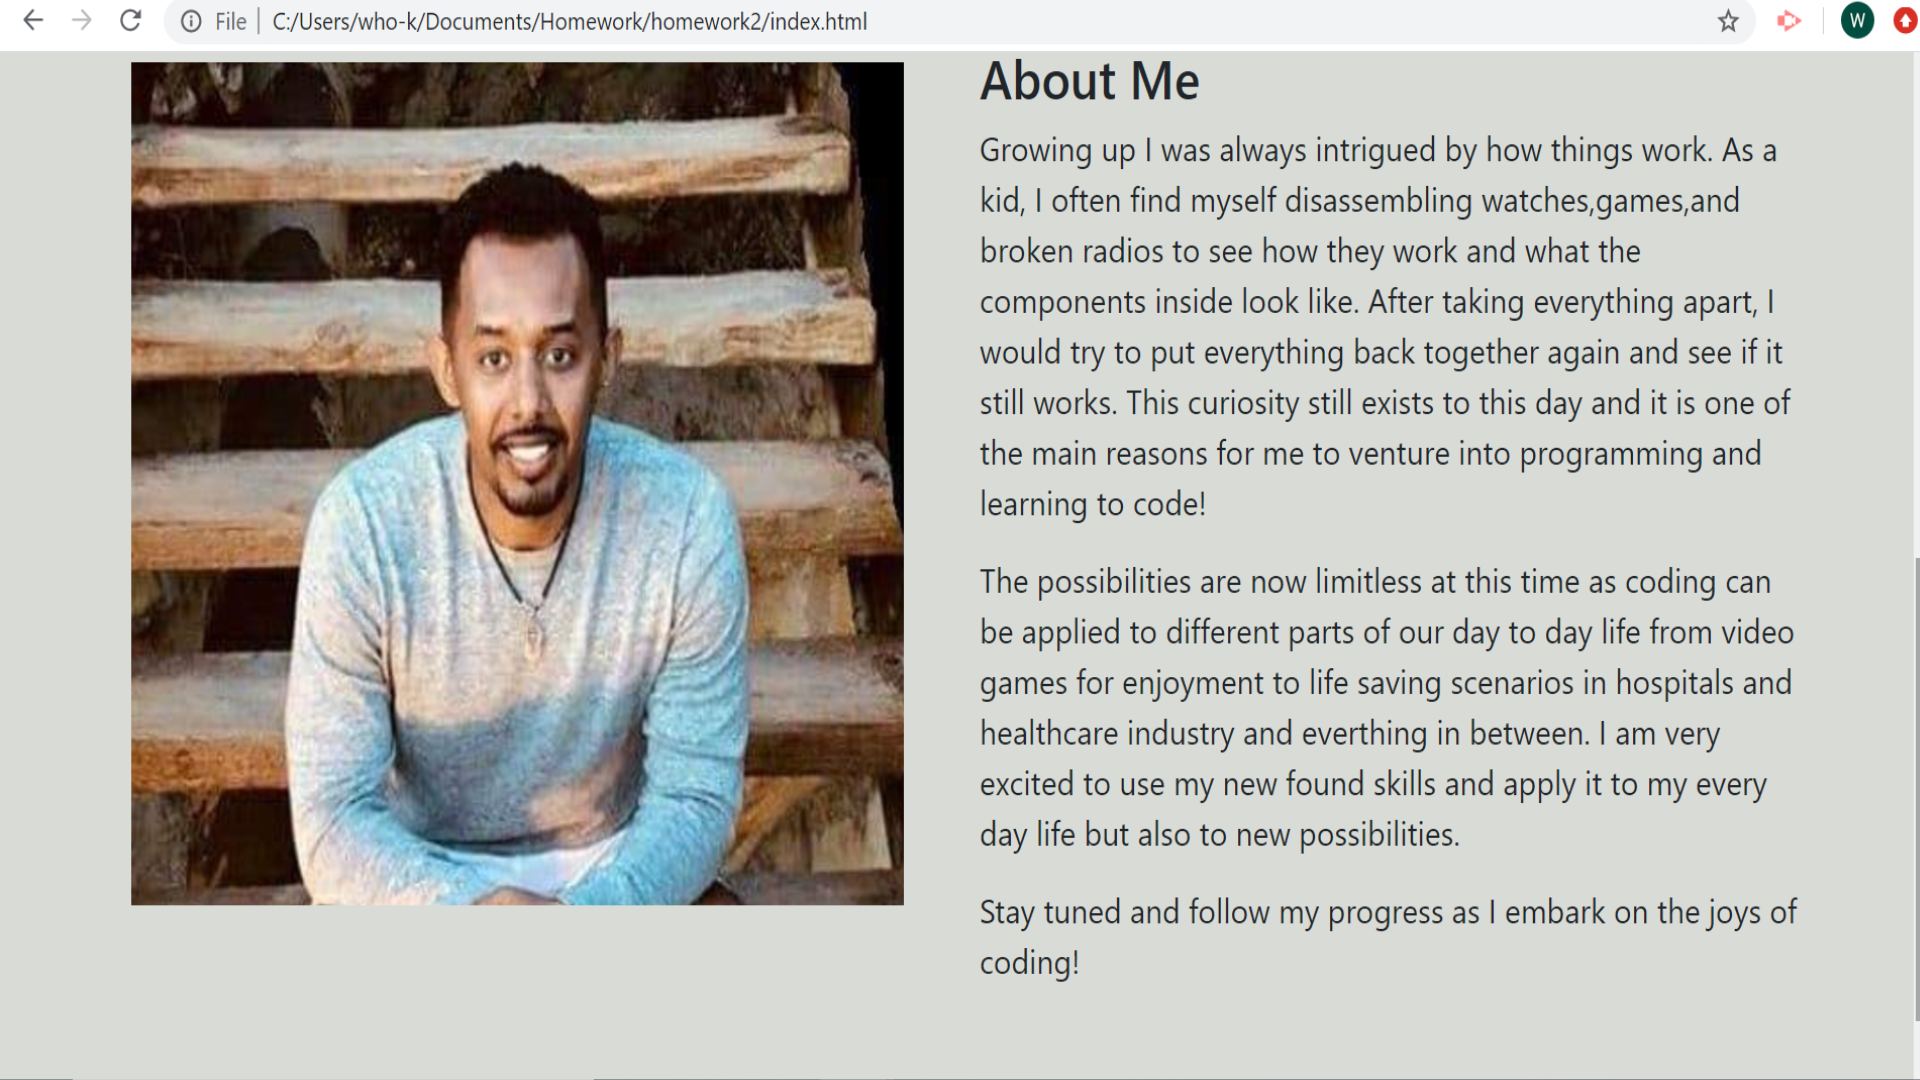 File
C:/Users/who-k/Documents/Homework/homework2/index.html
W
About Me
Growing up I was always intrigued by how things work. As a
kid, I often find myself disassembling watches,games,and
broken radios to see how they work and what the
components inside look like. After taking everything apart, I
would try to put everything back together again and see if it
still works. This curiosity still exists to this day and it is one of
the main reasons for me to venture into programming and
learning to code!
The possibilities are now limitless at this time as coding can
be applied to different parts of our day to day life from video
games for enjoyment to life saving scenarios in hospitals and
healthcare industry and everthing in between. I am very
excited to use my new found skills and apply it to my every
day life but also to new possibilities.
Stay tuned and follow my progress as I embark on the joys of
coding!